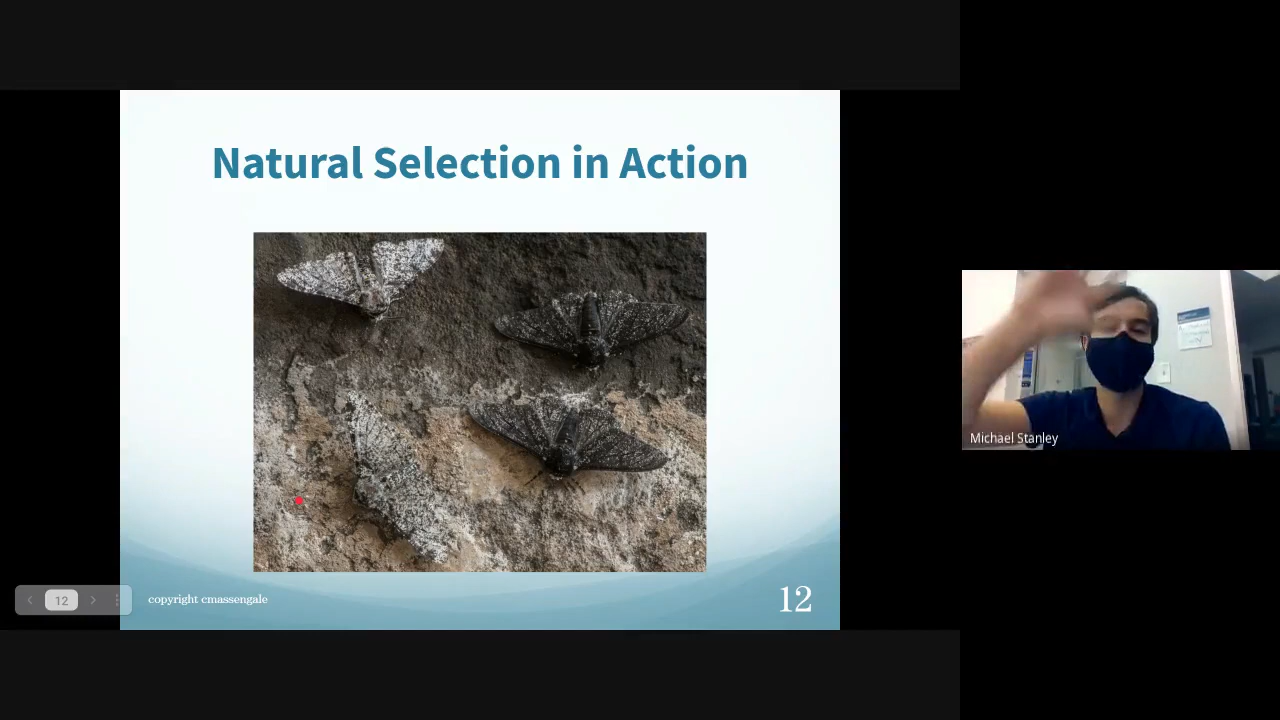 Natural Selection in Action
12
copyright cmassengale
12
Michael Stanley